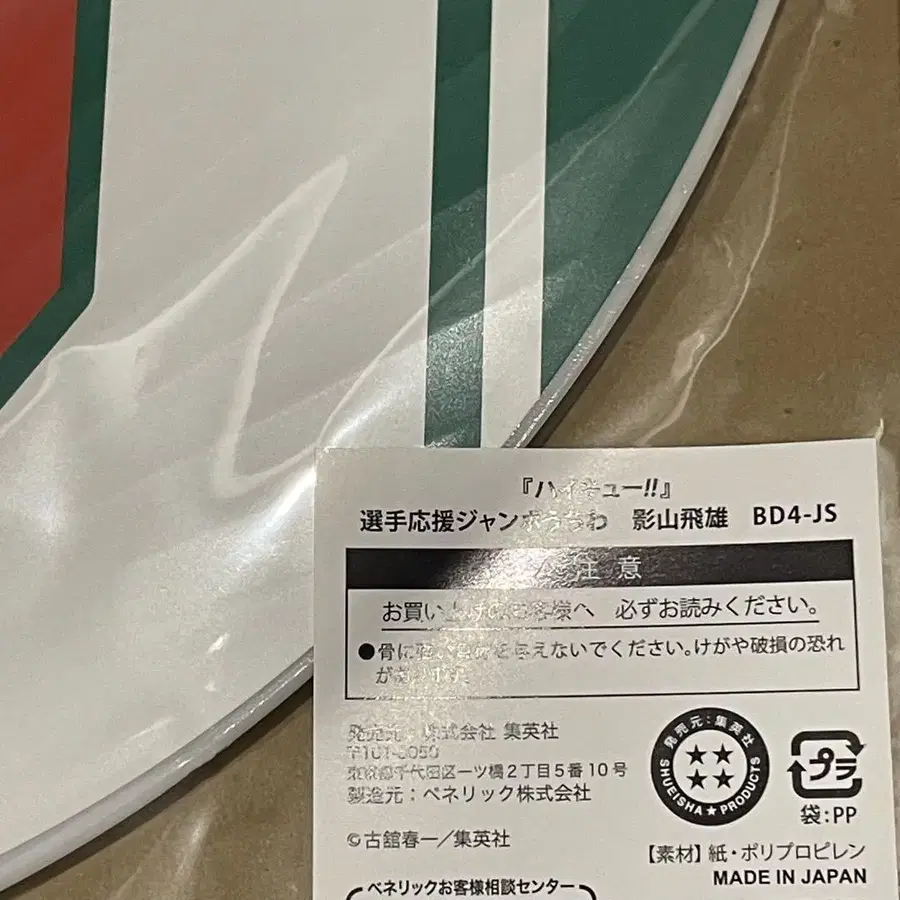 『ハイキュー!!』
選手応援ジャンボうちわ 影山飛雄 BD4-JS
注意
お買い上げのお客様へ 必ずお読みください。
●骨に 与えないでください。けがや破損の恐れ
が
発売元：株式会社 集英社
〒101-8050
東京都千代田区一ツ橋2丁目5番10号
製造元：ベネリック株式会社
©古舘春一／集英社
発売元：集英社
SHUEISHA★PRODUCTS
プラ
袋：PP
【素材】紙・ポリプロピレン
MADE IN JAPAN
ベネリックお客様相談センター